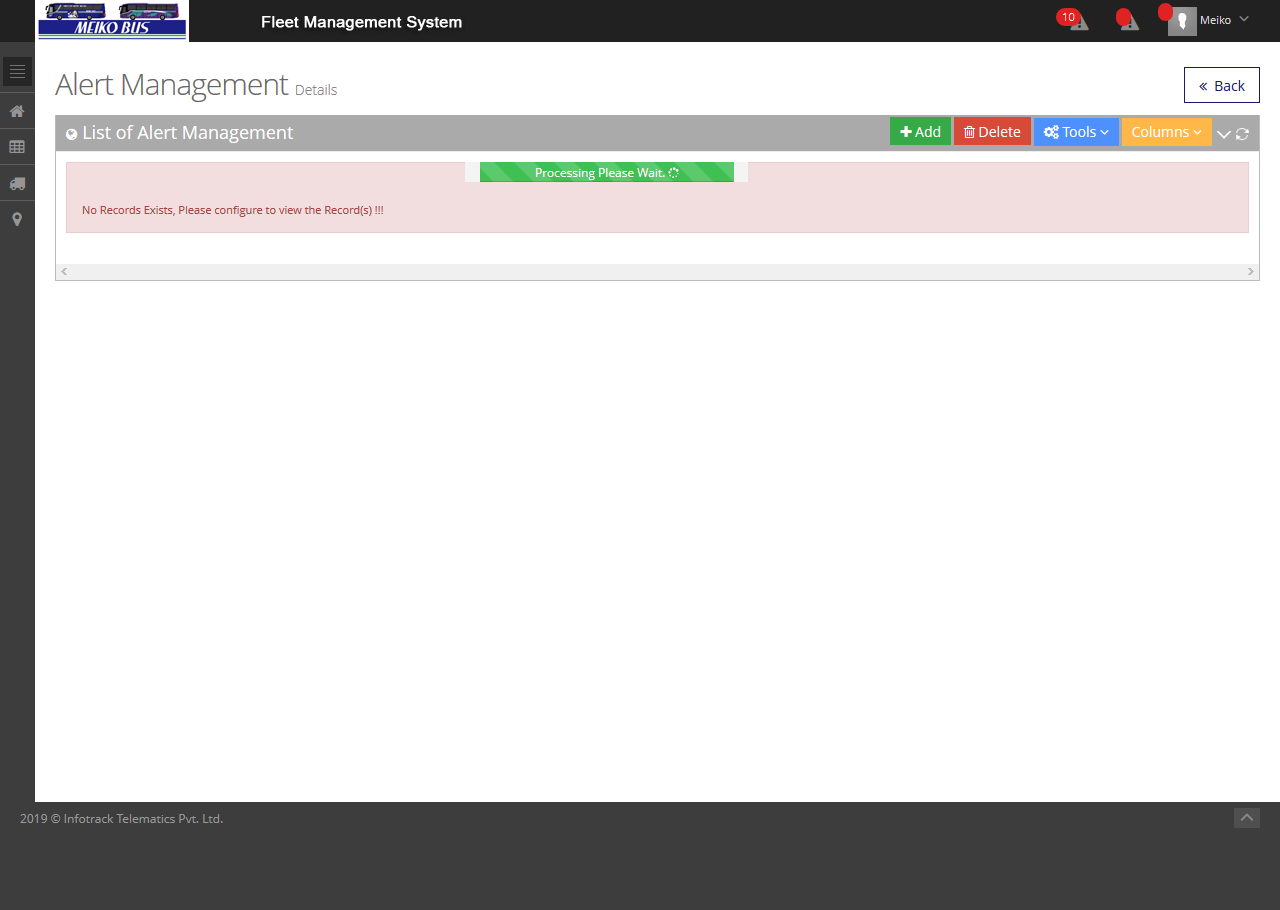 MEIKO BUS
Fleet Management System
10
Meiko
Alert Management Details
« Back
List of Alert Management
Add
Delete
Tools
Columns
Processing Please Wait.
No Records Exists, Please configure to view the Record(s) !!!
2019 © Infotrack Telematics Pvt. Ltd.